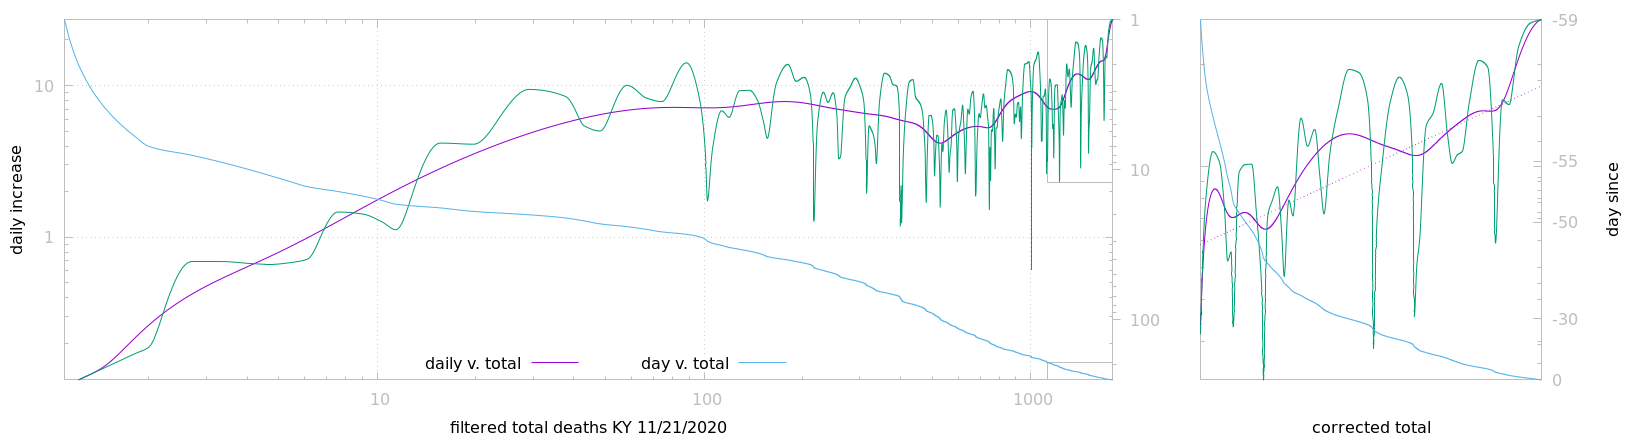 daily increase
10
1
1
10
100
daily v. total
day v. total
10
100
1000
filtered total deaths KY 11/21/2020
-59
-55
-50
-30
0
day since
corrected total